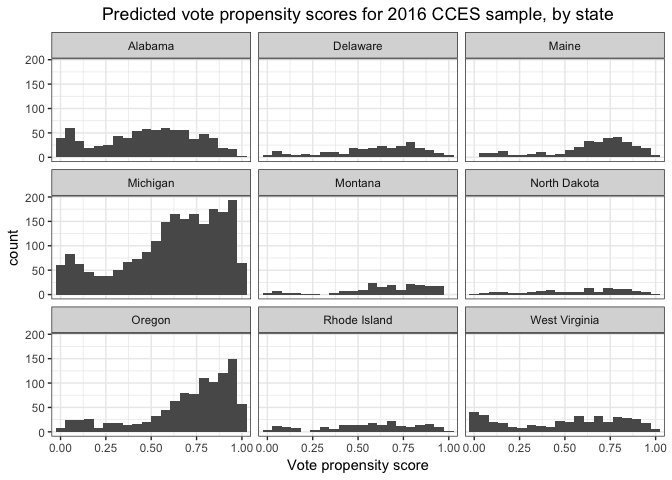 Predicted vote propensity scores for 2016 CCES sample, by state
Alabama Delaware Maine
200
150
100
50
0
Michigan Montana North Dakota
200
150
100
50
0
count
Oregon Rhode Island West Virginia
200
150
100
50
0
0.00 0.25 0.50 0.75 1.00 0.00 0.25 0.50 0.75 1.00 0.00 0.25 0.50 0.75 1.00
Vote propensity score